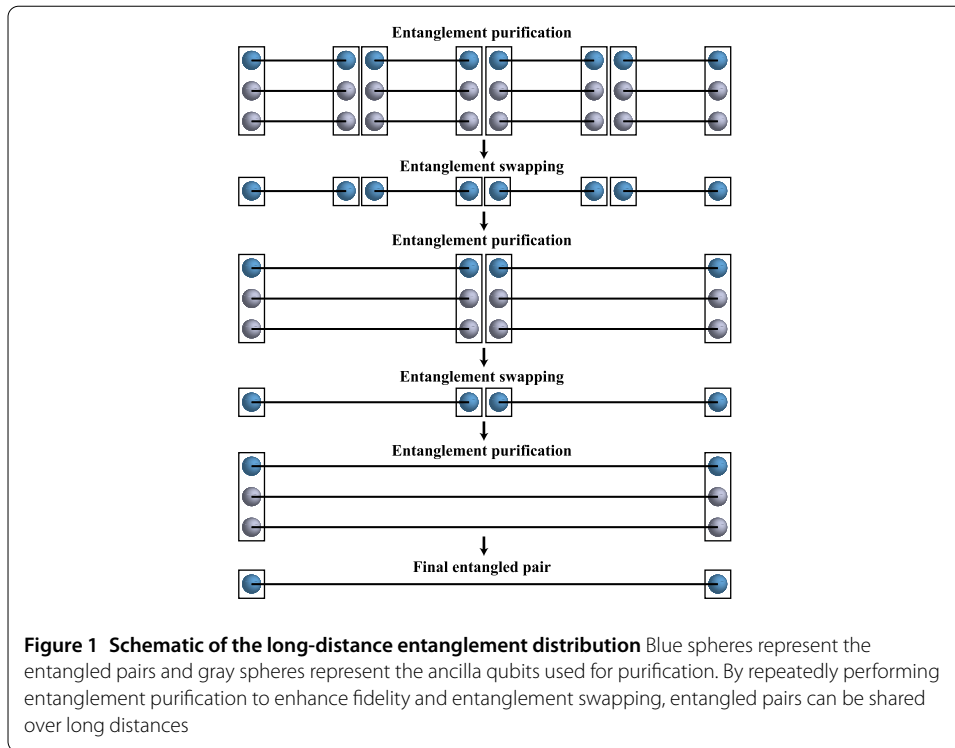 Entanglement purification
Entanglement swapping
Entanglement purification
Entanglement swapping
Entanglement purification
Final entangled pair
Figure 1 Schematic of the long-distance entanglement distribution Blue spheres represent the
entangled pairs and gray spheres represent the ancilla qubits used for purification. By repeatedly performing
entanglement purification to enhance fidelity and entanglement swapping, entangled pairs can be shared
over long distances